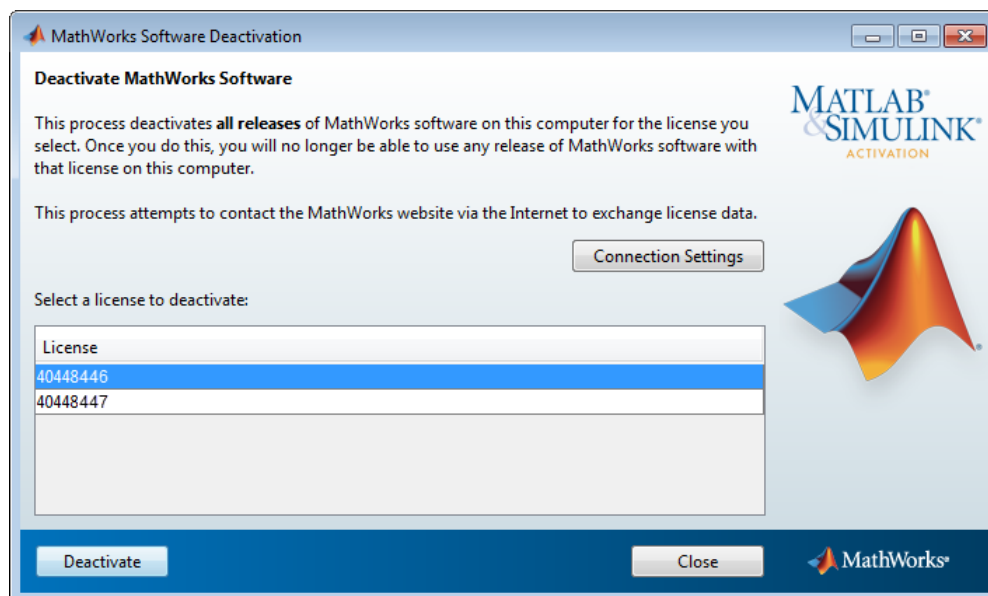 MathWorks Software Deactivation
Deactivate MathWorks Software
This process deactivates all releases of MathWorks software on this computer for the license you
select. Once you do this, you will no longer be able to use any release of MathWorks software with
that license on this computer.
This process attempts to contact the MathWorks website via the Internet to exchange license data.
Connection Settings
Select a license to deactivate:
License
40448446
40448447
Deactivate
Close
MATLAB®
&SIMULINK®
ACTIVATION
®
MathWorks®